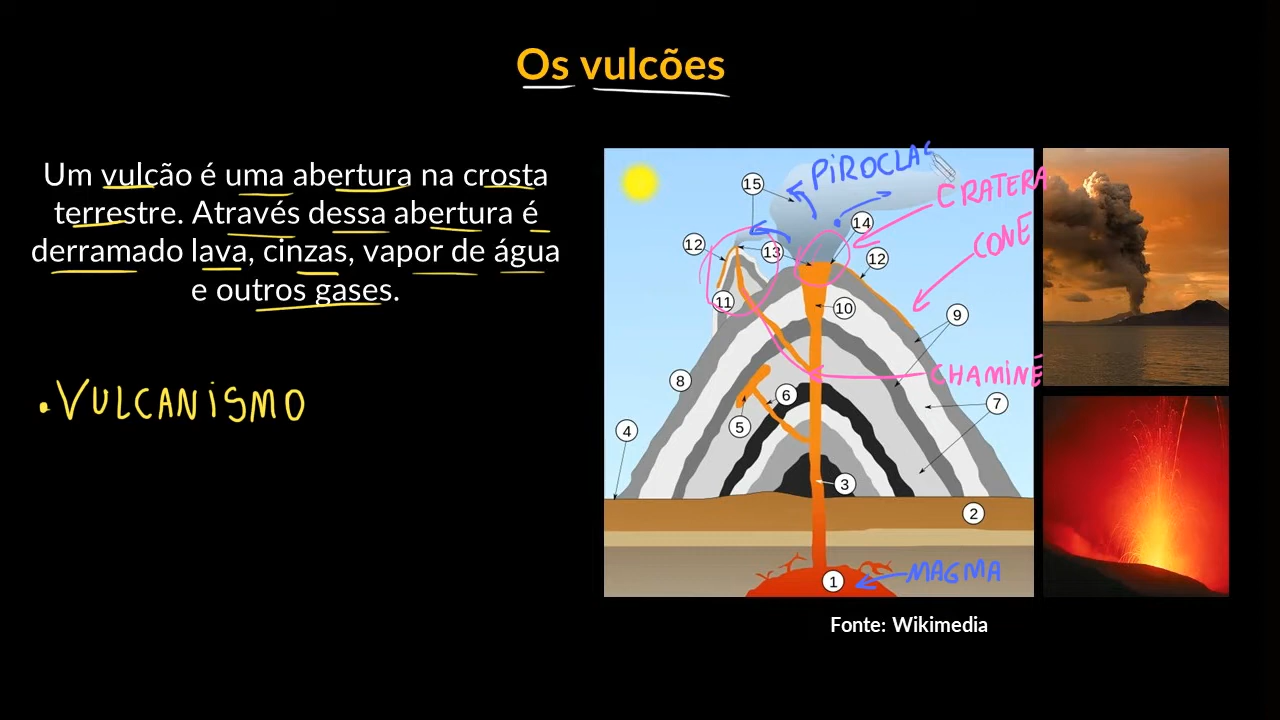 Os vulcões
Um vulcão é uma abertura na crosta
terrestre. Através dessa abertura é
derramado lava, cinzas, vapor de água
e outros gases.
• VULCANISMO
PIROCLAS
CRATERA
CONE
CHAMINÉ
MAGMA
15
14
12
13
12
11
10
9
8
7
6
5
4
3
2
1
Fonte: Wikimedia